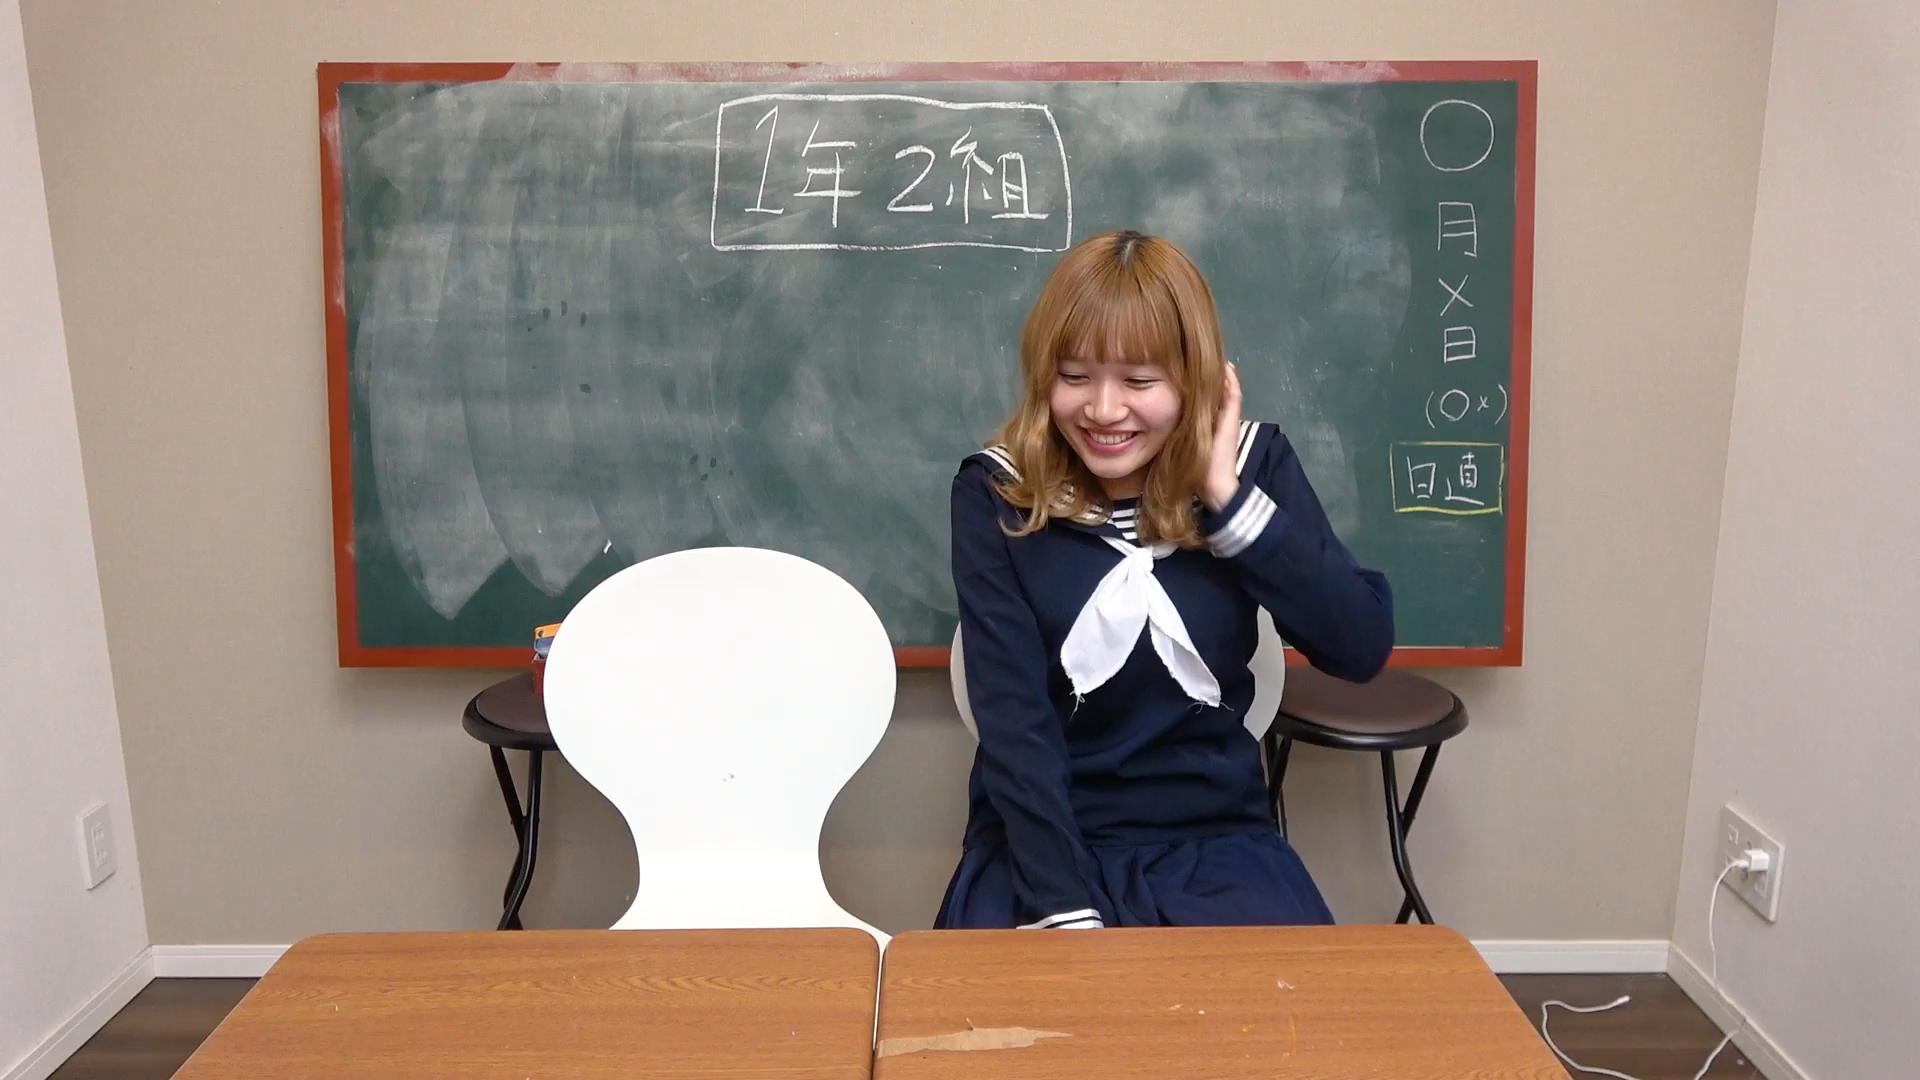 1年2組
○
月
×
日
(○×)
日直